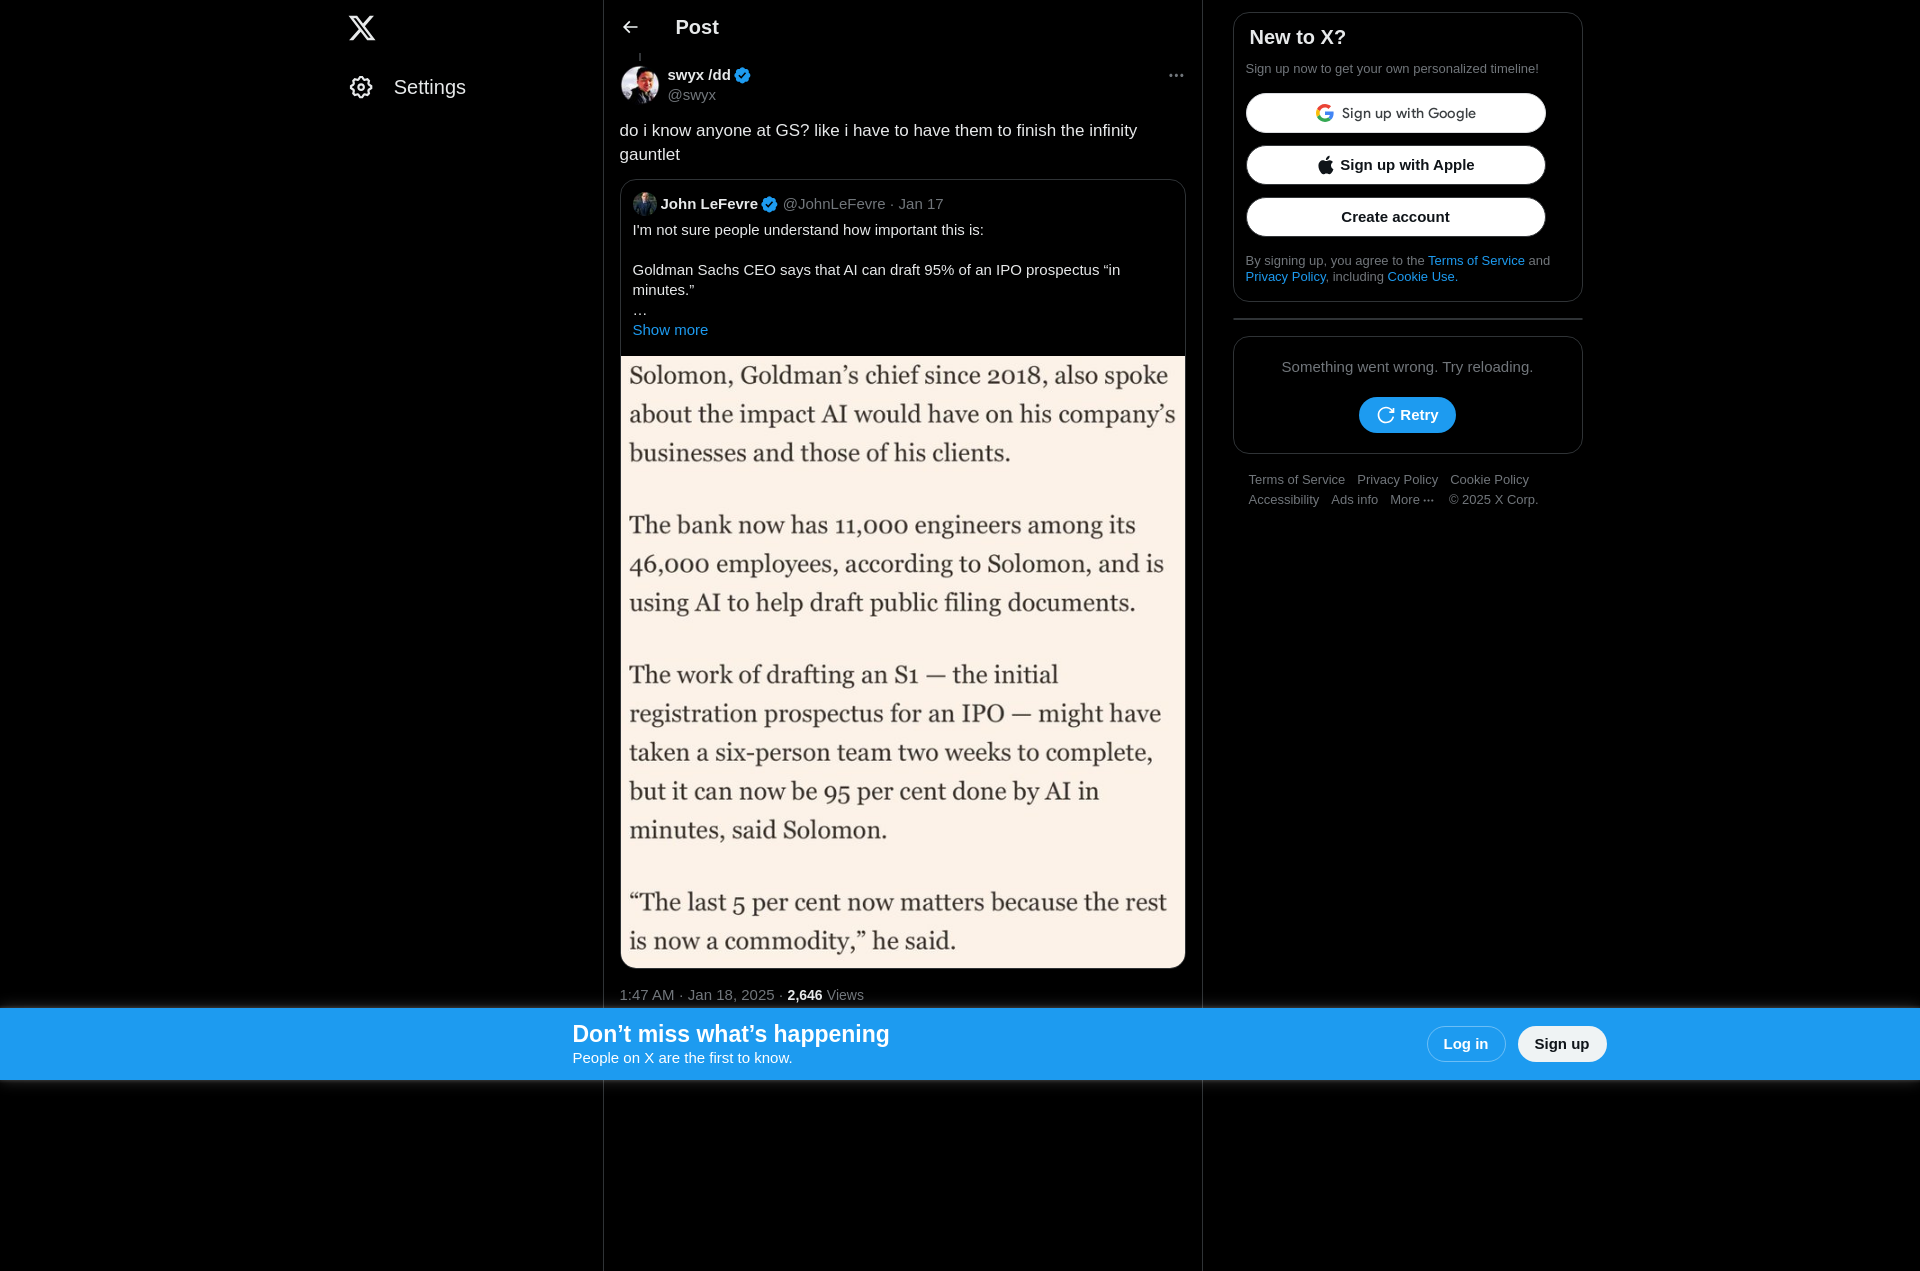 Settings
Post
swyx /dd
@swyx
do i know anyone at GS? like i have to have them to finish the infinity
gauntlet
John LeFevre @JohnLeFevre · Jan 17
I'm not sure people understand how important this is:
Goldman Sachs CEO says that AI can draft 95% of an IPO prospectus “in
minutes.”
…
Show more
Solomon, Goldman’s chief since 2018, also spoke
about the impact AI would have on his company’s
businesses and those of his clients.
The bank now has 11,000 engineers among its
46,000 employees, according to Solomon, and is
using AI to help draft public filing documents.
The work of drafting an S1 — the initial
registration prospectus for an IPO — might have
taken a six-person team two weeks to complete,
but it can now be 95 per cent done by AI in
minutes, said Solomon.
“The last 5 per cent now matters because the rest
is now a commodity,” he said.
1:47 AM · Jan 18, 2025 · 2,646 Views
New to X?
Sign up now to get your own personalized timeline!
Sign up with Google
Sign up with Apple
Create account
By signing up, you agree to the Terms of Service and
Privacy Policy, including Cookie Use.
Something went wrong. Try reloading.
Retry
Terms of Service Privacy Policy Cookie Policy
Accessibility Ads info More ··· © 2025 X Corp.
Don’t miss what’s happening
People on X are the first to know.
Log in
Sign up